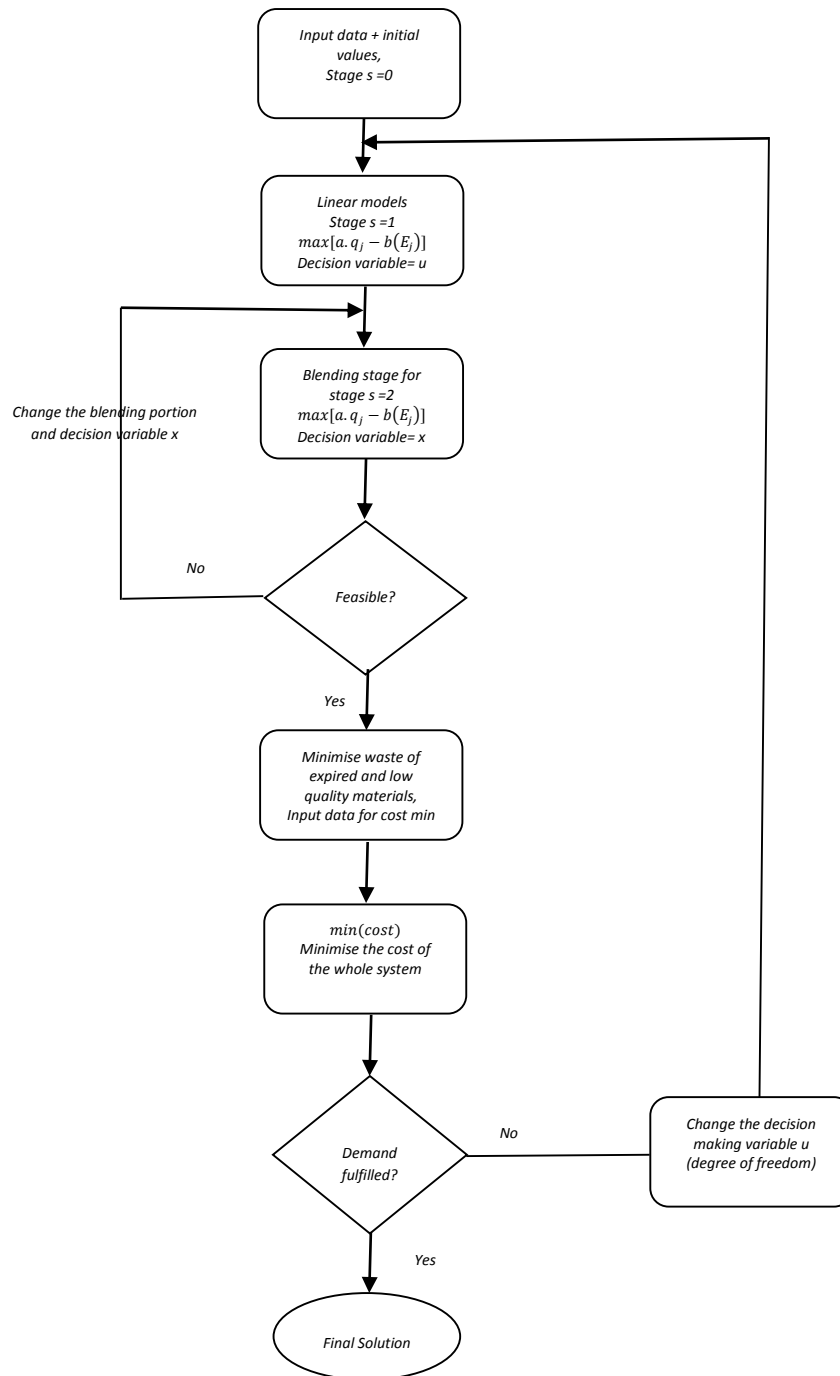 Input data + initial
values,
Stage s =0
Linear models
Stage s =1
max[a. q_j − b(E_j)]
Decision variable= u
Blending stage for
stage s =2
max[a. q_j − b(E_j)]
Decision variable= x
Change the blending portion
and decision variable x
No
Feasible?
Yes
Minimise waste of
expired and low
quality materials,
Input data for cost min
min(cost)
Minimise the cost of
the whole system
Demand
fulfilled?
No
Change the decision
making variable u
(degree of freedom)
Yes
Final Solution